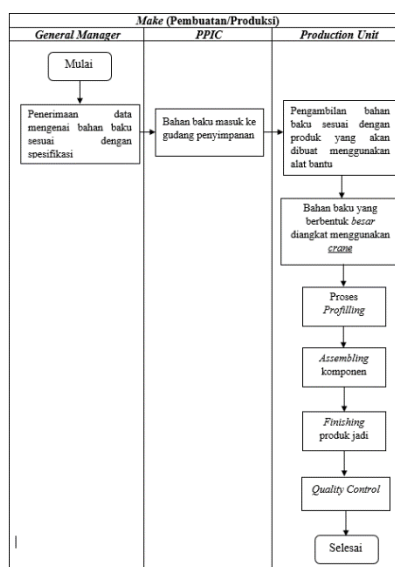 Make (Pembuatan/Produksi)
General Manager
PPIC
Production Unit
Mulai
Penerimaan data
mengenai bahan baku
sesuai dengan
spesifikasi
Bahan baku masuk ke
gudang penyimpanan
Pengambilan bahan
baku sesuai dengan
produk yang akan
dibuat menggunakan
alat bantu
Bahan baku yang
berbentuk besar
diangkat menggunakan
crane
Proses
Profilling
Assembling
komponen
Finishing
produk jadi
Quality Control
Selesai